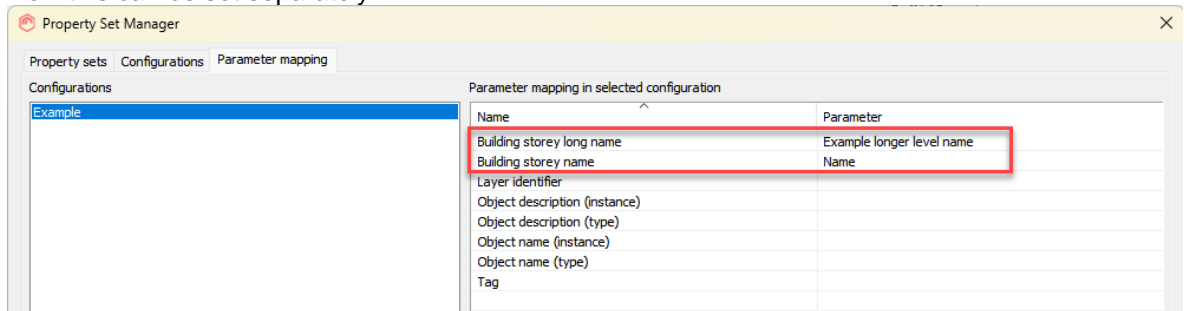 Property Set Manager
Property sets Configurations Parameter mapping
Configurations
Parameter mapping in selected configuration
Example
Name Parameter
Building storey long name Example longer level name
Building storey name Name
Layer identifier
Object description (instance)
Object description (type)
Object name (instance)
Object name (type)
Tag